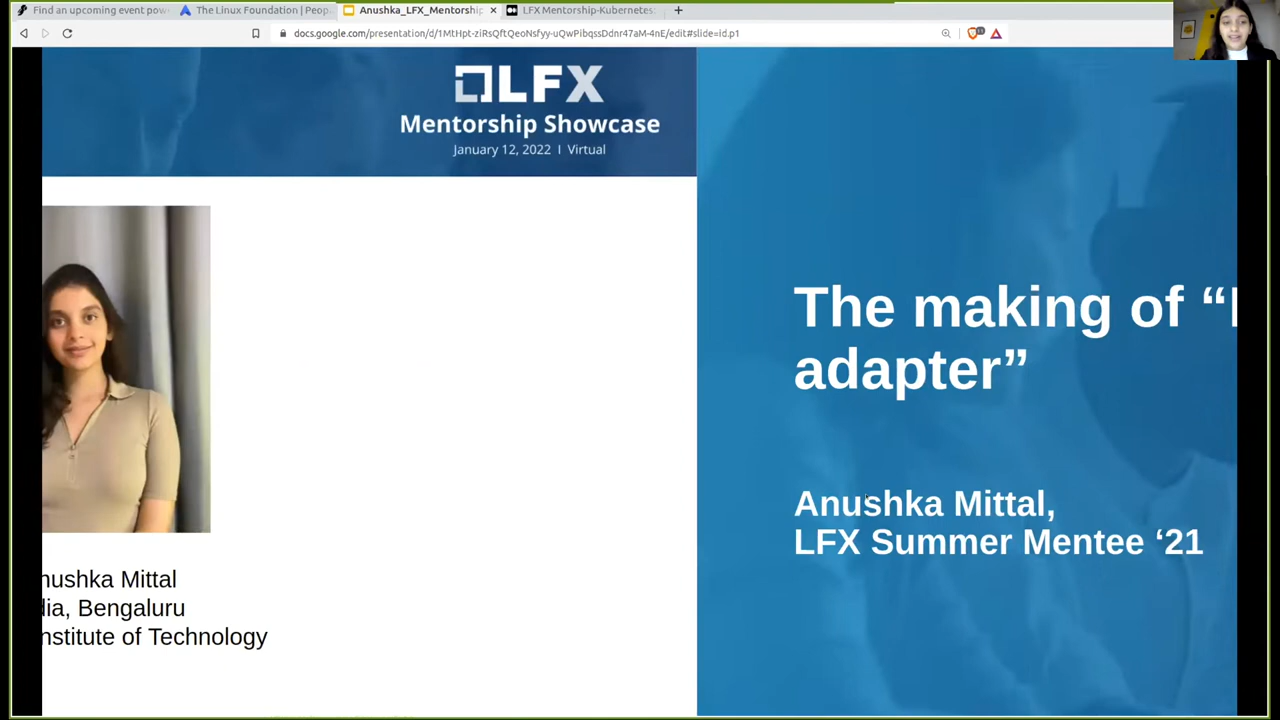 Find an upcoming event pow
The Linux Foundation | Peop
Anushka_LFX_Mentorship
LFX Mentorship-Kubernetes:
docs.google.com/presentation/d/1MtHpt-ziRsQftQeoNsfyy-uQwPibqssDdnr47aM-4nE/edit#slide=id.p1
LFX
Mentorship Showcase
January 12, 2022 | Virtual
The making of “
adapter”
Anushka Mittal,
LFX Summer Mentee ‘21
nushka Mittal
dia, Bengaluru
nstitute of Technology